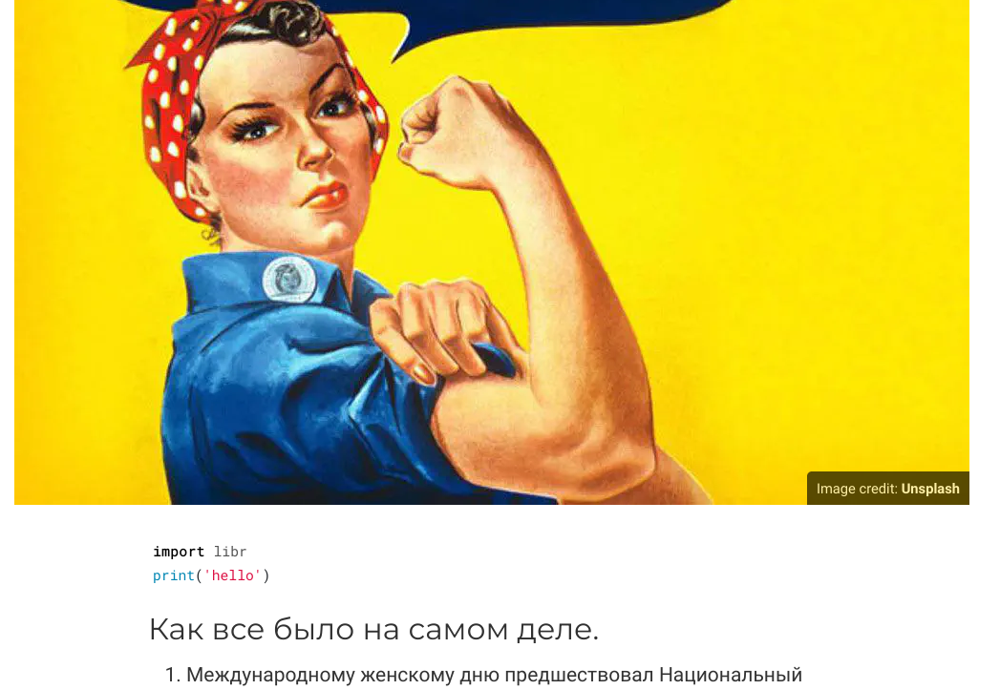 Image credit: Unsplash
import libr
print('hello')
Как все было на самом деле.
1. Международному женскому дню предшествовал Национальный